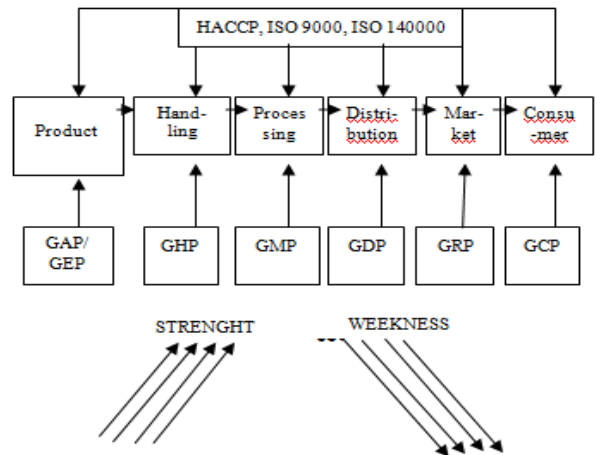 HACCP, ISO 9000, ISO 140000
Product
Hand-
ling
Proces
sing
Distri-
bution
Mar-
ket
Consu
-mer
GAP/
GEP
GHP
GMP
GDP
GRP
GCP
STRENGHT
WEEKNESS